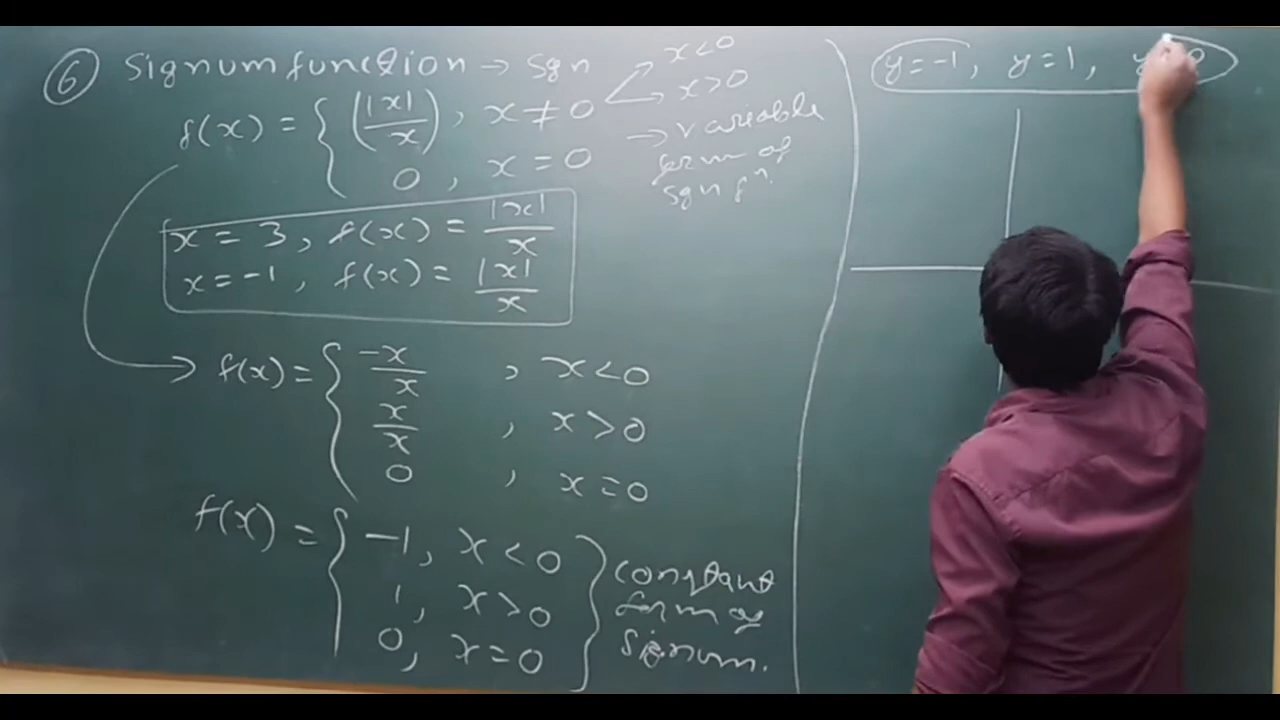 ⑥ Signum function → sgn
x < 0
x > 0
f(x) = { (|x|/x), x ≠ 0
0, x = 0
→ variable
form of
sgn fⁿ.
x = 3, f(x) = |x|/x
x = -1, f(x) = |x|/x
f(x) = { -x/x, x < 0
x/x, x > 0
0, x = 0
f(x) = { -1, x < 0
1, x > 0
0, x = 0
constant
form of
signum.
y = -1, y = 1,